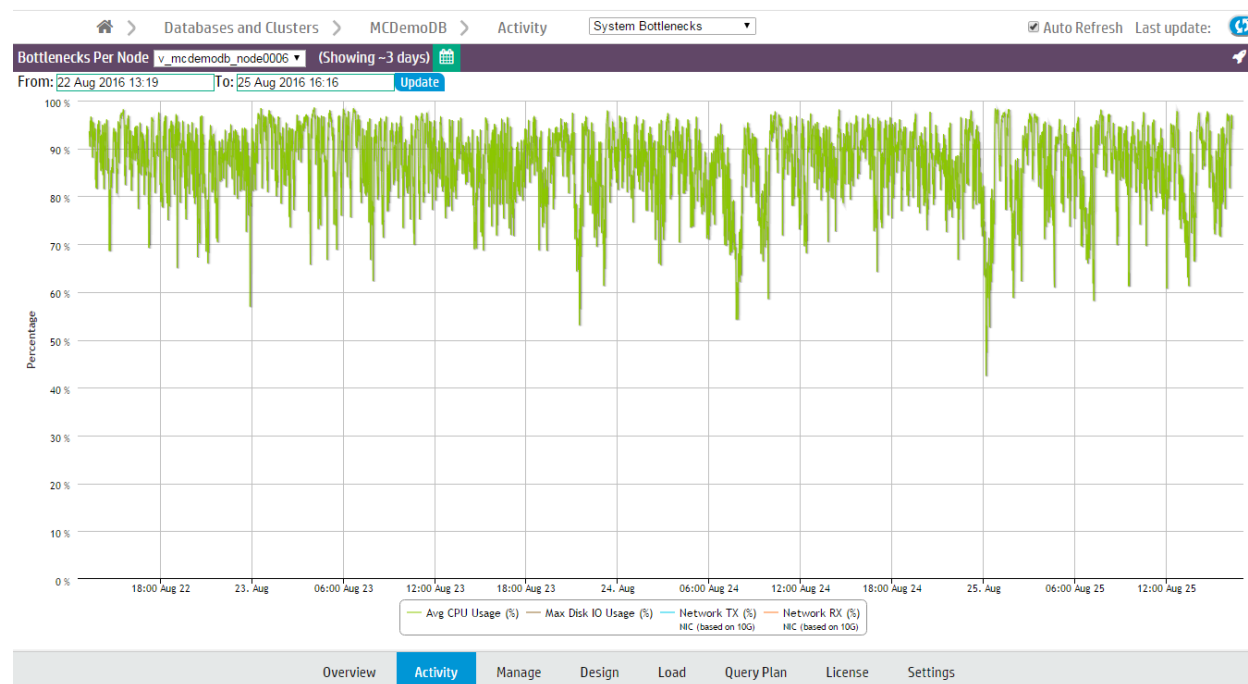 Databases and Clusters > MCDemoDB > Activity System Bottlenecks Auto Refresh Last update:
Bottlenecks Per Node v_mcdemodb_node0006 (Showing ~3 days)
From: 22 Aug 2016 13:19 To: 25 Aug 2016 16:16 Update
100 %
90 %
80 %
70 %
60 %
50 %
40 %
30 %
20 %
10 %
0 %
Percentage
18:00 Aug 22 23. Aug 06:00 Aug 23 12:00 Aug 23 18:00 Aug 23 24. Aug 06:00 Aug 24 12:00 Aug 24 18:00 Aug 24 25. Aug 06:00 Aug 25 12:00 Aug 25
Avg CPU Usage (%) Max Disk IO Usage (%) Network TX (%) Network RX (%)
NIC (based on 10G) NIC (based on 10G)
Overview Activity Manage Design Load Query Plan License Settings